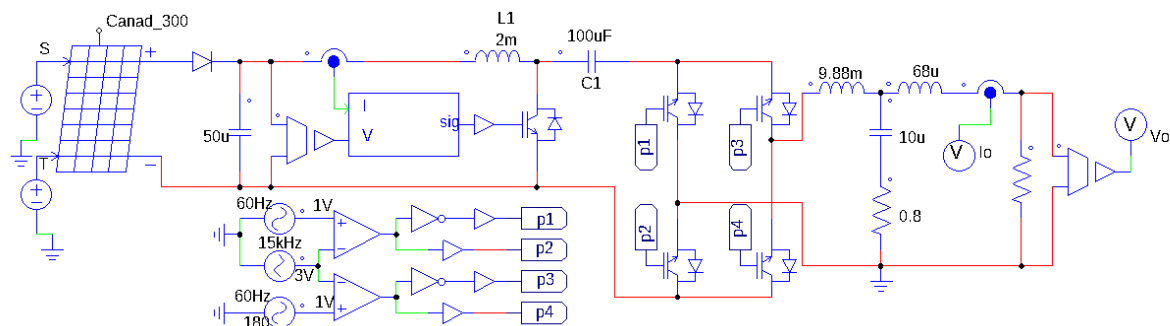 Canad_300
S
+
T
−
50u
I
V
sig
L1
2m
100uF
C1
p1
p3
p2
p4
9.88m
68u
10u
0.8
V
Io
V
Vo
60Hz
1V
15kHz
3V
60Hz
180
1V
+
−
−
+
p1
p2
p3
p4